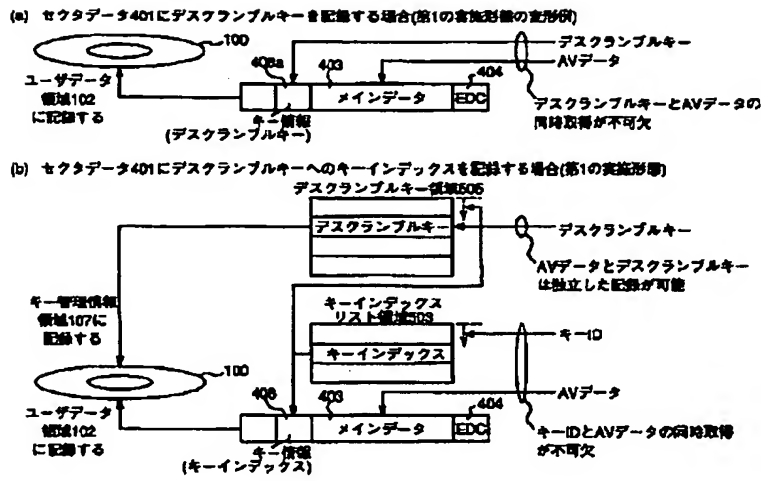 (a) セクタデータ401にデスクランブルキーを記録する場合(第1の実施形態の変形例)
100
408a
403
404
デスクランブルキー
AVデータ
ユーザデータ
領域102
に記録する
メインデータ
EDC
キー情報
(デスクランブルキー)
デスクランブルキーとAVデータの
同時取得が不可欠
(b) セクタデータ401にデスクランブルキーへのキーインデックスを記録する場合(第1の実施形態)
デスクランブルキー領域505
デスクランブルキー
デスクランブルキー
AVデータとデスクランブルキー
は独立した記録が可能
キー管理情報
領域107に
記録する
キーインデックス
リスト領域503
キーインデックス
キーID
100
408
403
404
AVデータ
ユーザデータ
領域102
に記録する
メインデータ
EDC
キー情報
(キーインデックス)
キーIDとAVデータの同時取得
が不可欠